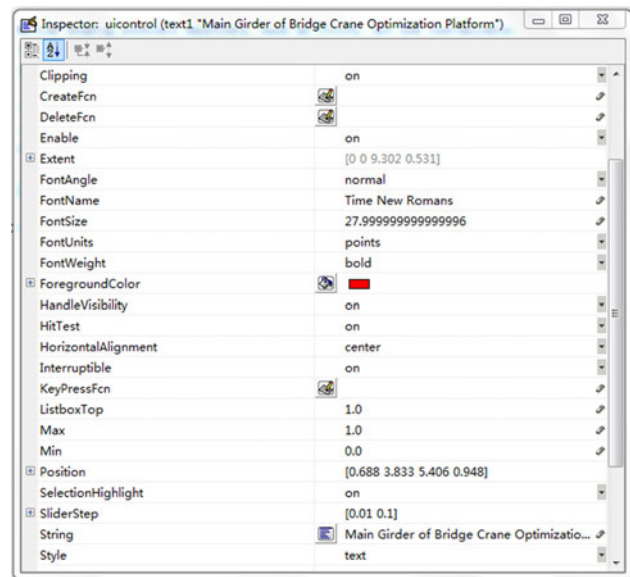 Inspector: uicontrol (text1 "Main Girder of Bridge Crane Optimization Platform")
Clipping on
CreateFcn
DeleteFcn
Enable on
Extent [0 0 9.302 0.531]
FontAngle normal
FontName Time New Romans
FontSize 27.999999999999996
FontUnits points
FontWeight bold
ForegroundColor
HandleVisibility on
HitTest on
HorizontalAlignment center
Interruptible on
KeyPressFcn
ListboxTop 1.0
Max 1.0
Min 0.0
Position [0.688 3.833 5.406 0.948]
SelectionHighlight on
SliderStep [0.01 0.1]
String Main Girder of Bridge Crane Optimizatio...
Style text